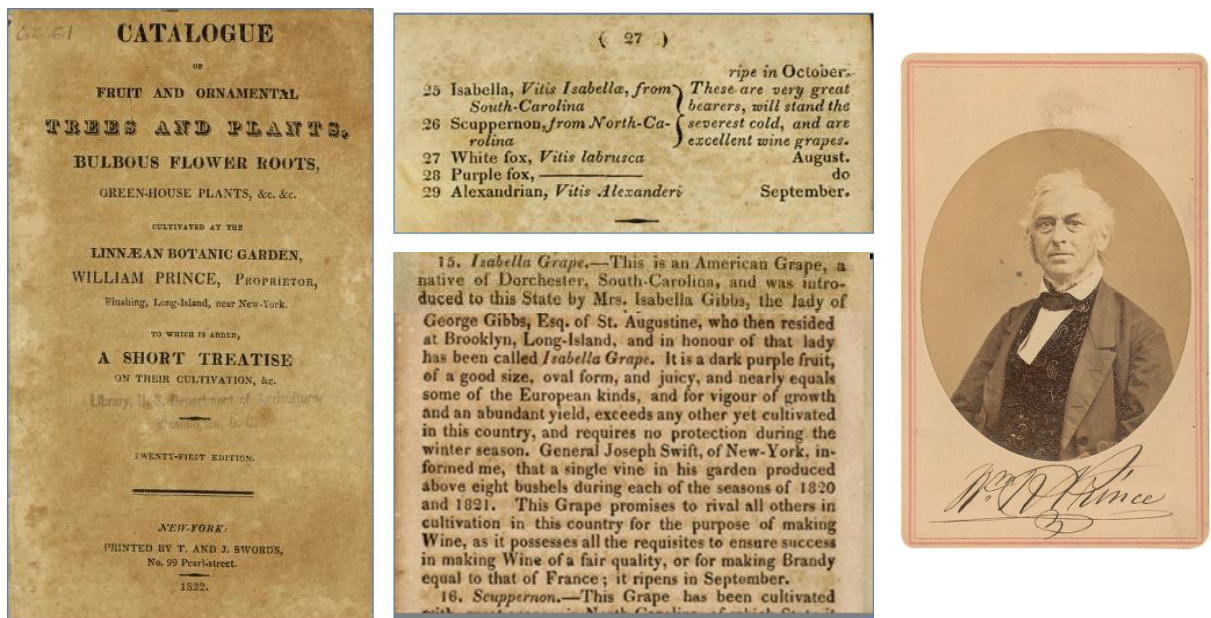 62.61
CATALOGUE
OF
FRUIT AND ORNAMENTAL
TREES AND PLANTS,
BULBOUS FLOWER ROOTS,
GREEN-HOUSE PLANTS, &c. &c.
CULTIVATED AT THE
LINNÆAN BOTANIC GARDEN,
WILLIAM PRINCE, PROPRIETOR,
Flushing, Long-Island, near New-York.
TO WHICH IS ADDED,
A SHORT TREATISE
ON THEIR CULTIVATION, &c.
Library, U. S. Department of Agriculture
Washington, D. C.
TWENTY-FIRST EDITION.
NEW-YORK:
PRINTED BY T. AND J. SWORDS,
No. 99 Pearl-street.
1822.
( 27 )
ripe in October.
25 Isabella, Vitis Isabellæ, from } These are very great
South-Carolina bearers, will stand the
26 Scuppernon, from North-Ca- severest cold, and are
rolina excellent wine grapes.
27 White fox, Vitis labrusca August.
28 Purple fox, ——— do
29 Alexandrian, Vitis Alexanderi September.
15. Isabella Grape.—This is an American Grape, a
native of Dorchester, South-Carolina, and was intro-
duced to this State by Mrs. Isabella Gibbs, the lady of
George Gibbs, Esq. of St. Augustine, who then resided
at Brooklyn, Long-Island, and in honour of that lady
has been called Isabella Grape. It is a dark purple fruit,
of a good size, oval form, and juicy, and nearly equals
some of the European kinds, and for vigour of growth
and an abundant yield, exceeds any other yet cultivated
in this country, and requires no protection during the
winter season. General Joseph Swift, of New-York, in-
formed me, that a single vine in his garden produced
above eight bushels during each of the seasons of 1820
and 1821. This Grape promises to rival all others in
cultivation in this country for the purpose of making
Wine, as it possesses all the requisites to ensure success
in making Wine of a fair quality, or for making Brandy
equal to that of France; it ripens in September.
16. Scuppernon.—This Grape has been cultivated
Wm R Prince